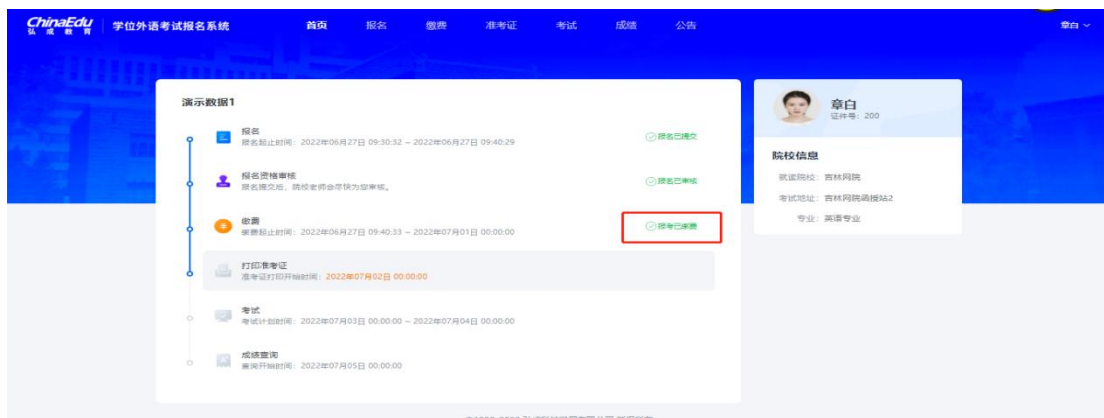 ChinaEdu
弘 成 教 育
学位外语考试报名系统
首页 报名 缴费 准考证 考试 成绩 公告
章白
演示数据1
报名
报名起止时间：2022年06月27日 09:30:32 ~ 2022年06月27日 09:40:29
报名已提交
报名资格审核
报名提交后，院校老师会尽快为您审核。
报名已审核
缴费
缴费起止时间：2022年06月27日 09:40:33 ~ 2022年07月01日 00:00:00
报考已缴费
打印准考证
准考证打印开始时间：2022年07月02日 00:00:00
考试
考试计划时间：2022年07月03日 00:00:00 ~ 2022年07月04日 00:00:00
成绩查询
查询开始时间：2022年07月05日 00:00:00
章白
证件号：200
院校信息
就读院校：吉林网院
考试地址：吉林网院函授站2
专业：英语专业